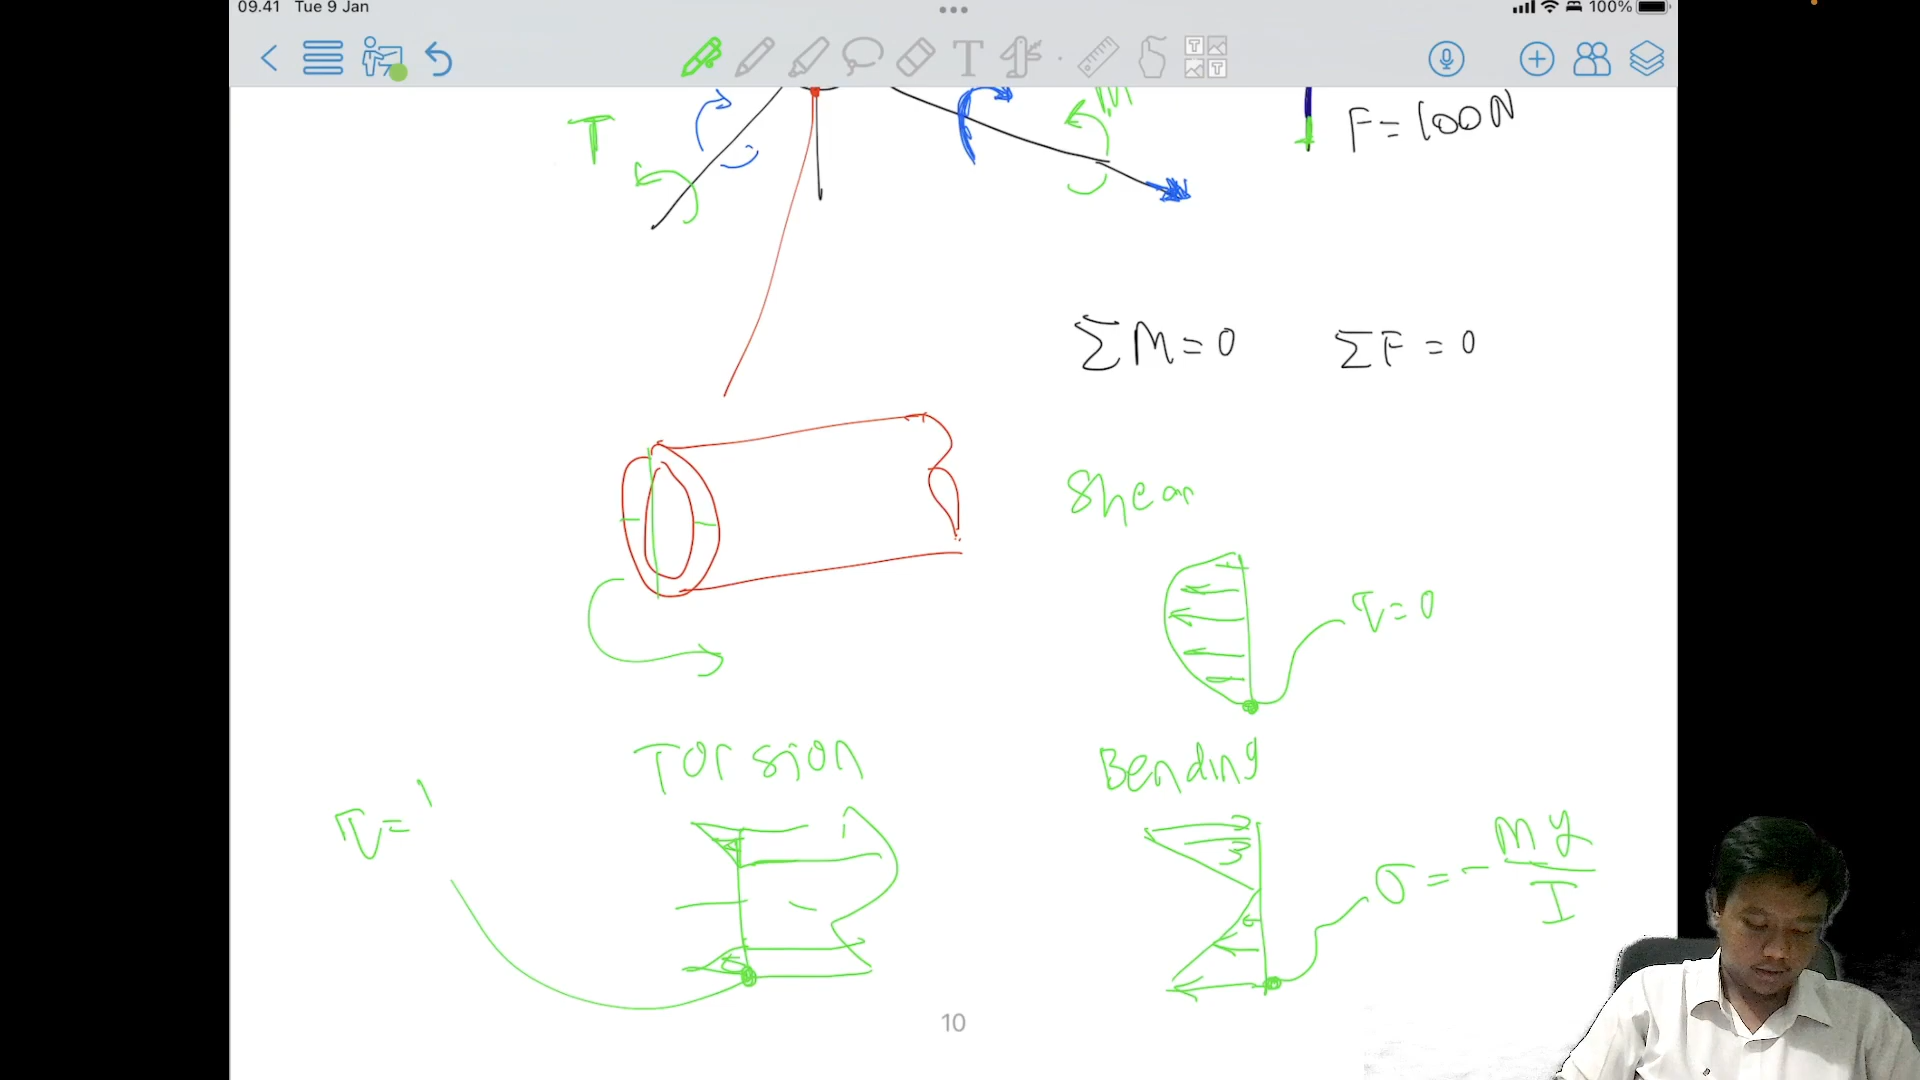 09.41 Tue 9 Jan
100%
T
T
M
F = 100N
ΣM = 0 ΣF = 0
Shear
τ = 0
Torsion
Bending
τ =
σ = - My/I
10